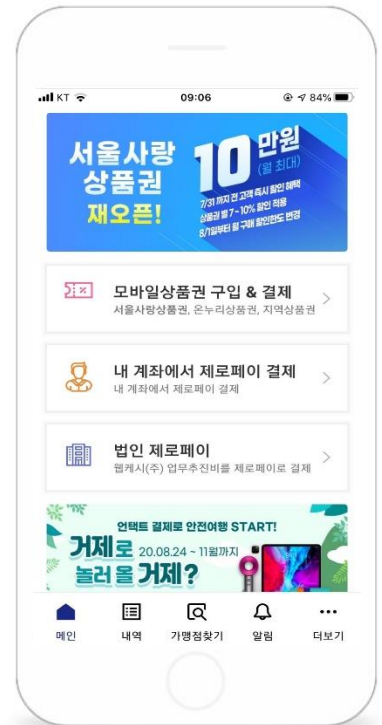 KT
09:06
84%
서울사랑
상품권
재오픈!
10만원
(월 최대)
7/31 까지 전 고객 즉시 할인 혜택
상품권 별 7~10% 할인 적용
8/1일부터 월 구매 할인한도 변경
모바일상품권 구입 & 결제
서울사랑상품권, 온누리상품권, 지역상품권
내 계좌에서 제로페이 결제
내 계좌에서 제로페이 결제
법인 제로페이
웹케시(주) 업무추진비를 제로페이로 결제
언택트 결제로 안전여행 START!
거제로 20.08.24 ~ 11월까지
놀러 올 거제?
메인
내역
가맹점찾기
알림
더보기